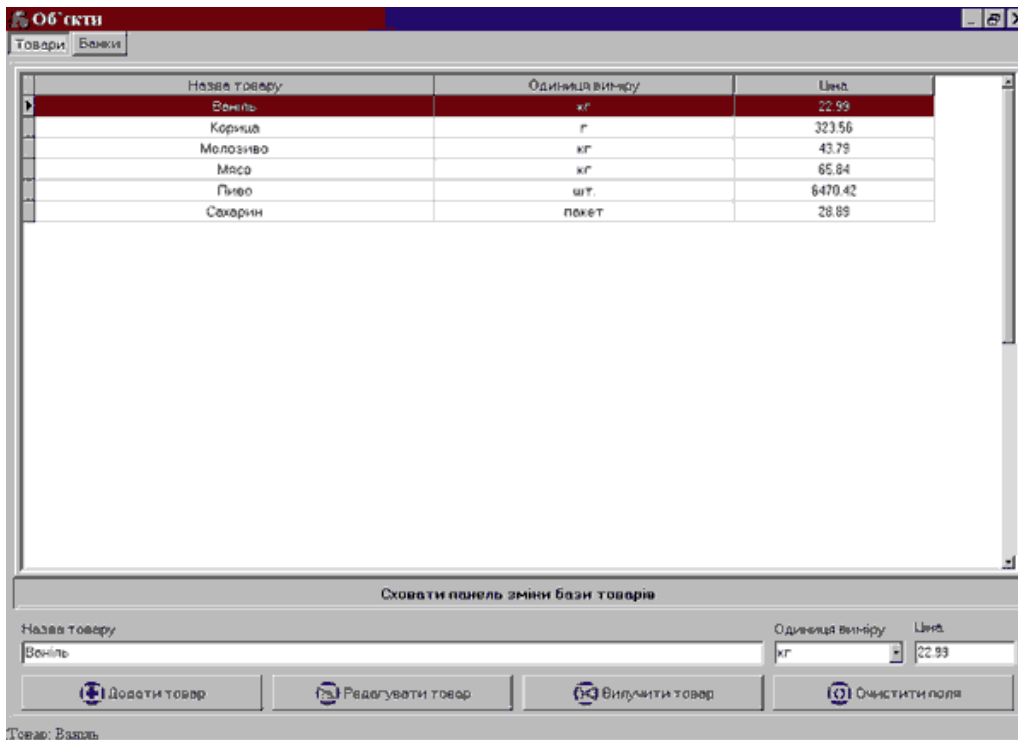 Об`єкти
Товари Банки
Назва товару Одиниця виміру Ціна
Ваніль кг 22.99
Кориця г 323.56
Молозиво кг 43.79
Мясо кг 65.84
Пиво шт. 6470.42
Сахарин пакет 28.89
Сховати панель зміни бази товарів
Назва товару Одиниця виміру Ціна
Ваніль кг 22.99
Додати товар Редагувати товар Вилучити товар Очистити поля
Товар: Ваніль